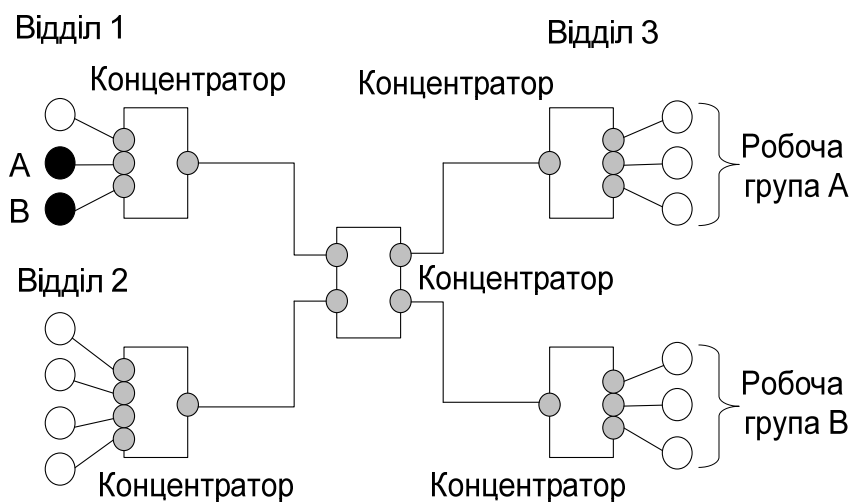 Відділ 1
Відділ 3
Концентратор
Концентратор
A
B
Робоча
група А
Відділ 2
Концентратор
Робоча
група В
Концентратор
Концентратор